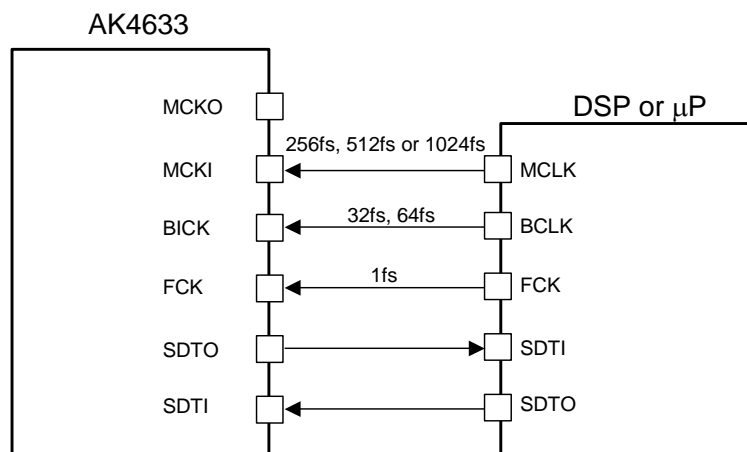 AK4633
DSP or μP
MCKO
256fs, 512fs or 1024fs
MCKI
MCLK
32fs, 64fs
BICK
BCLK
1fs
FCK
FCK
SDTO
SDTI
SDTI
SDTO